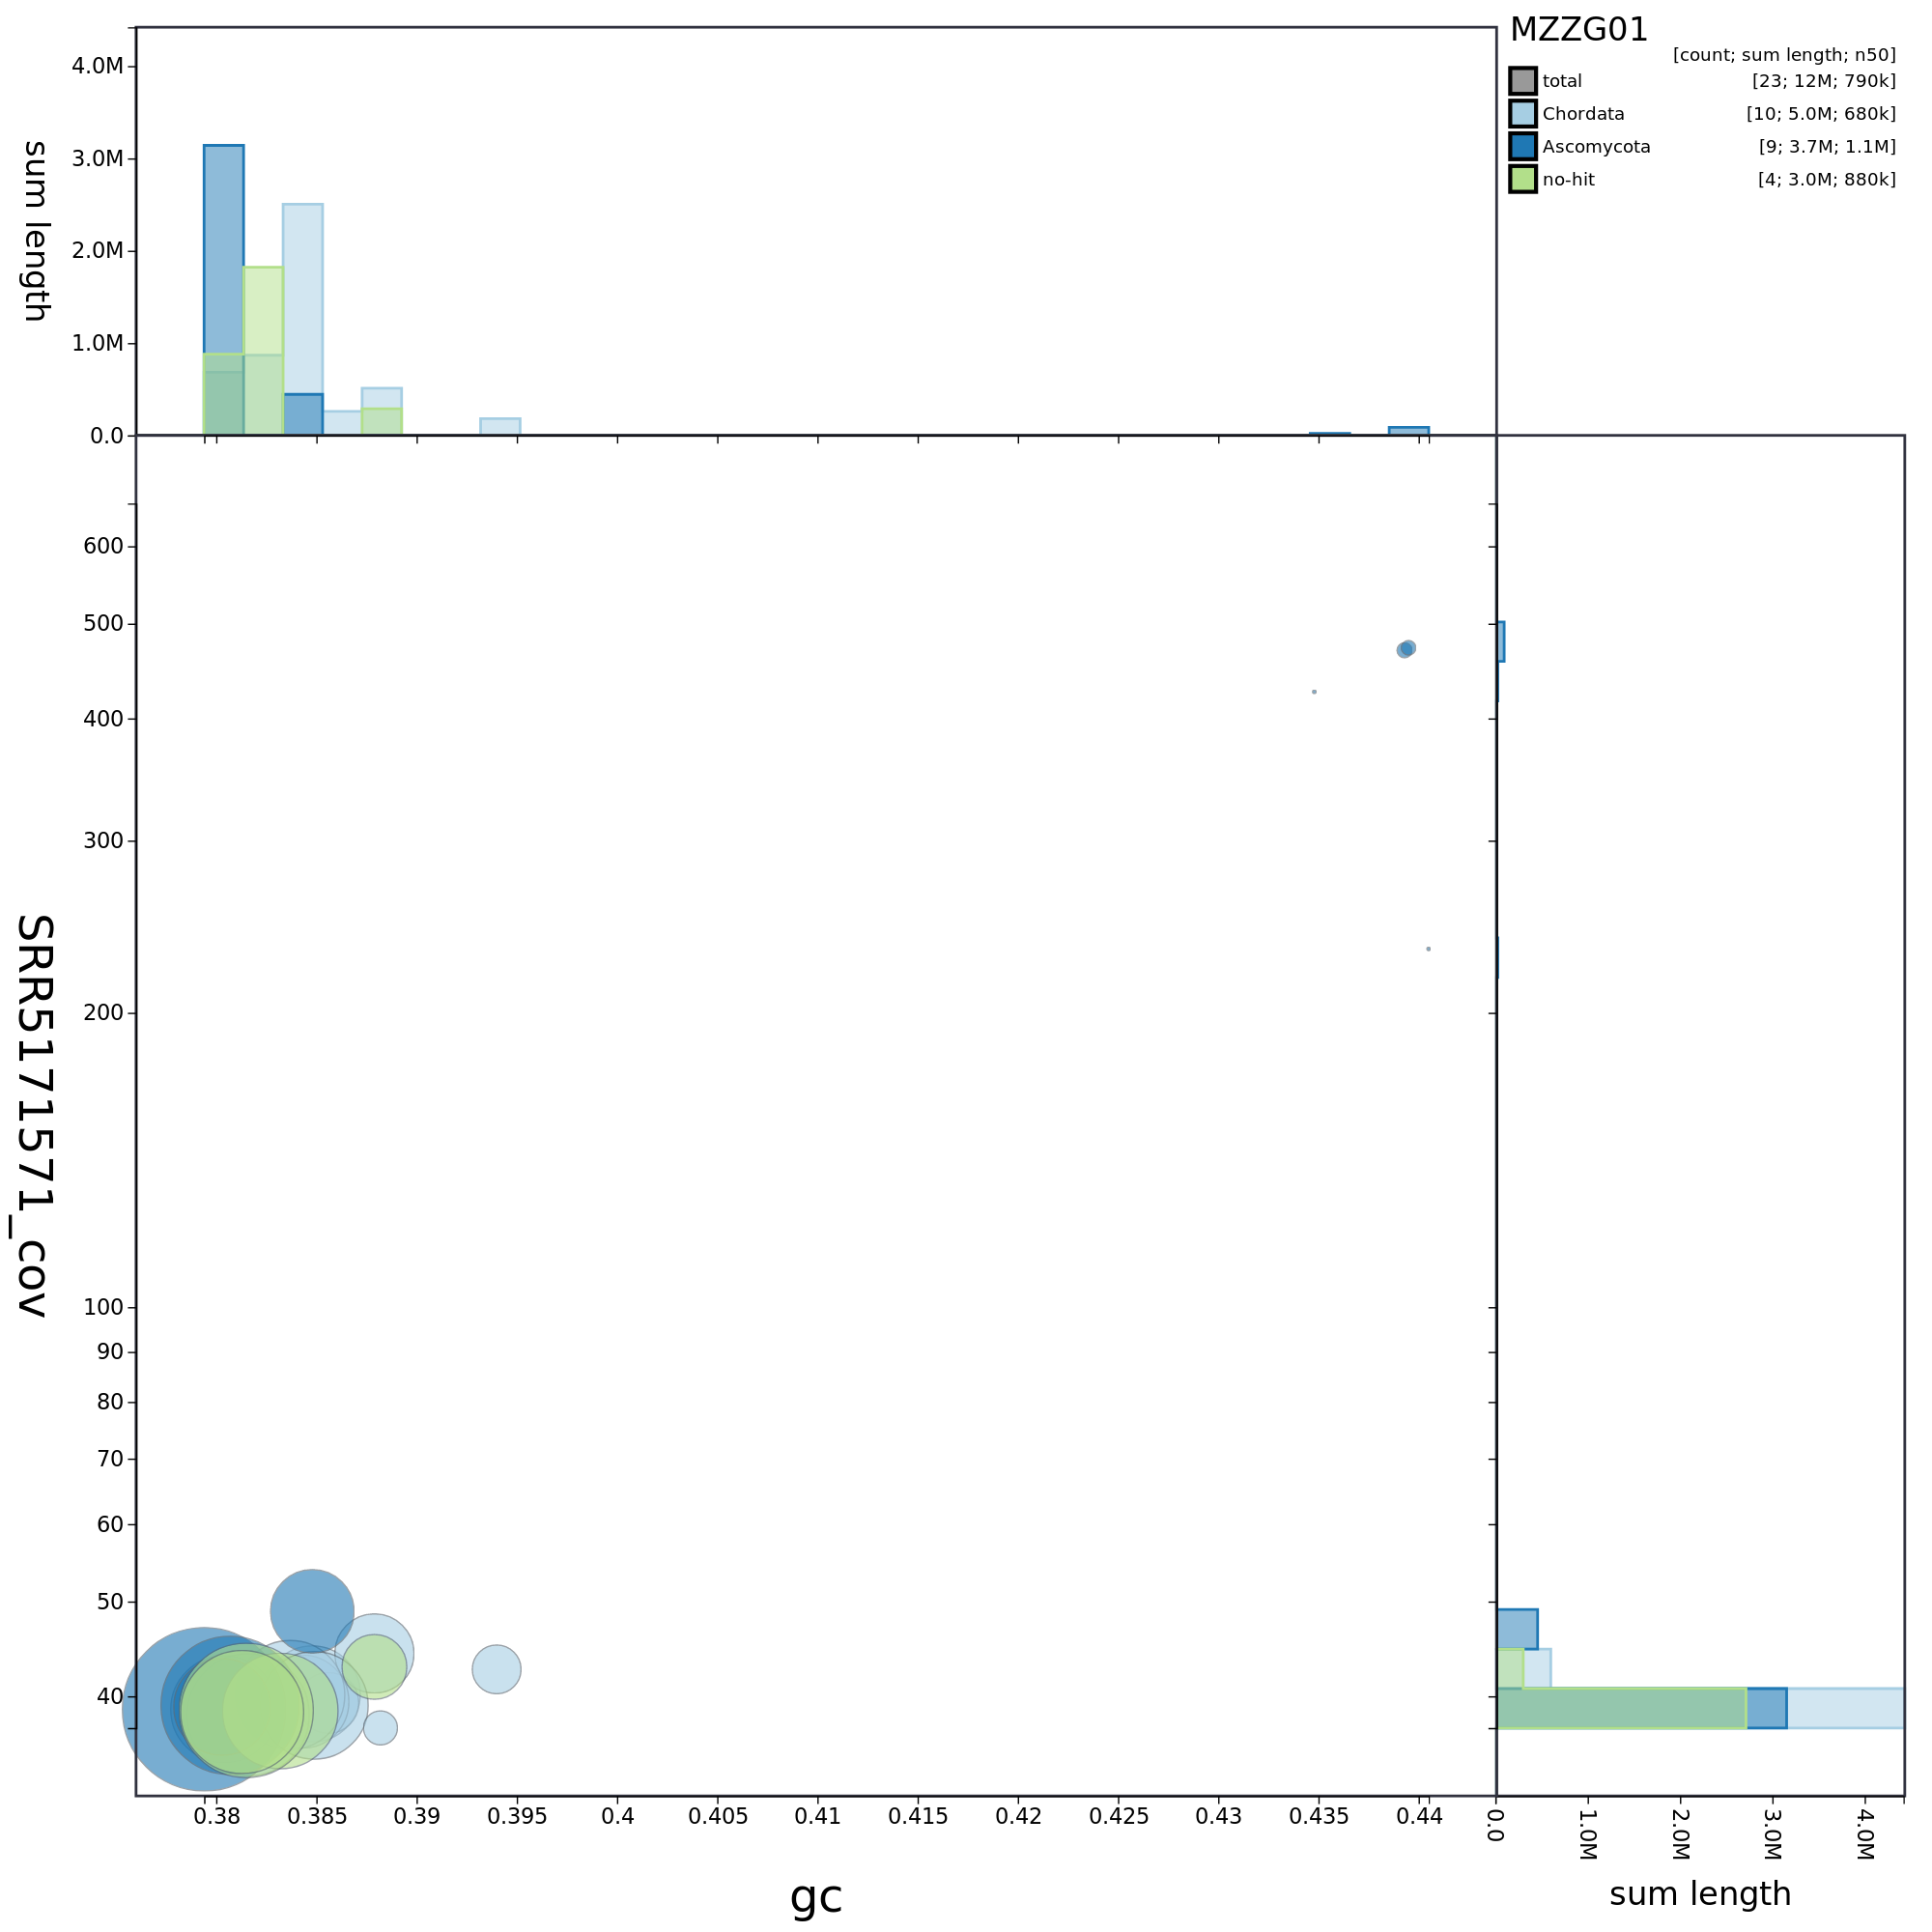 MZZG01
[count; sum length; n50]
total [23; 12M; 790k]
Chordata [10; 5.0M; 680k]
Ascomycota [9; 3.7M; 1.1M]
no-hit [4; 3.0M; 880k]
sum length
4.0M
3.0M
2.0M
1.0M
0.0
SRR5171571_cov
600
500
400
300
200
100
90
80
70
60
50
40
0.38 0.385 0.39 0.395 0.4 0.405 0.41 0.415 0.42 0.425 0.43 0.435 0.44
gc
0.0 1.0M 2.0M 3.0M 4.0M
sum length